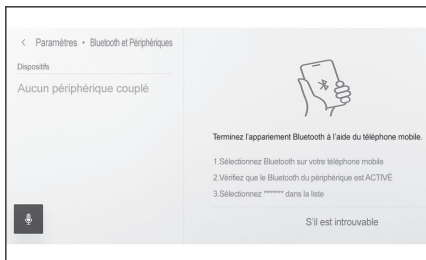 < Paramètres • Bluetooth et Périphériques
Dispositifs
Aucun périphérique couplé
Terminez l'appariement Bluetooth à l'aide du téléphone mobile.
1.Sélectionnez Bluetooth sur votre téléphone mobile
2.Vérifiez que le Bluetooth du périphérique est ACTIVÉ
3.Sélectionnez ******* dans la liste
S'il est introuvable